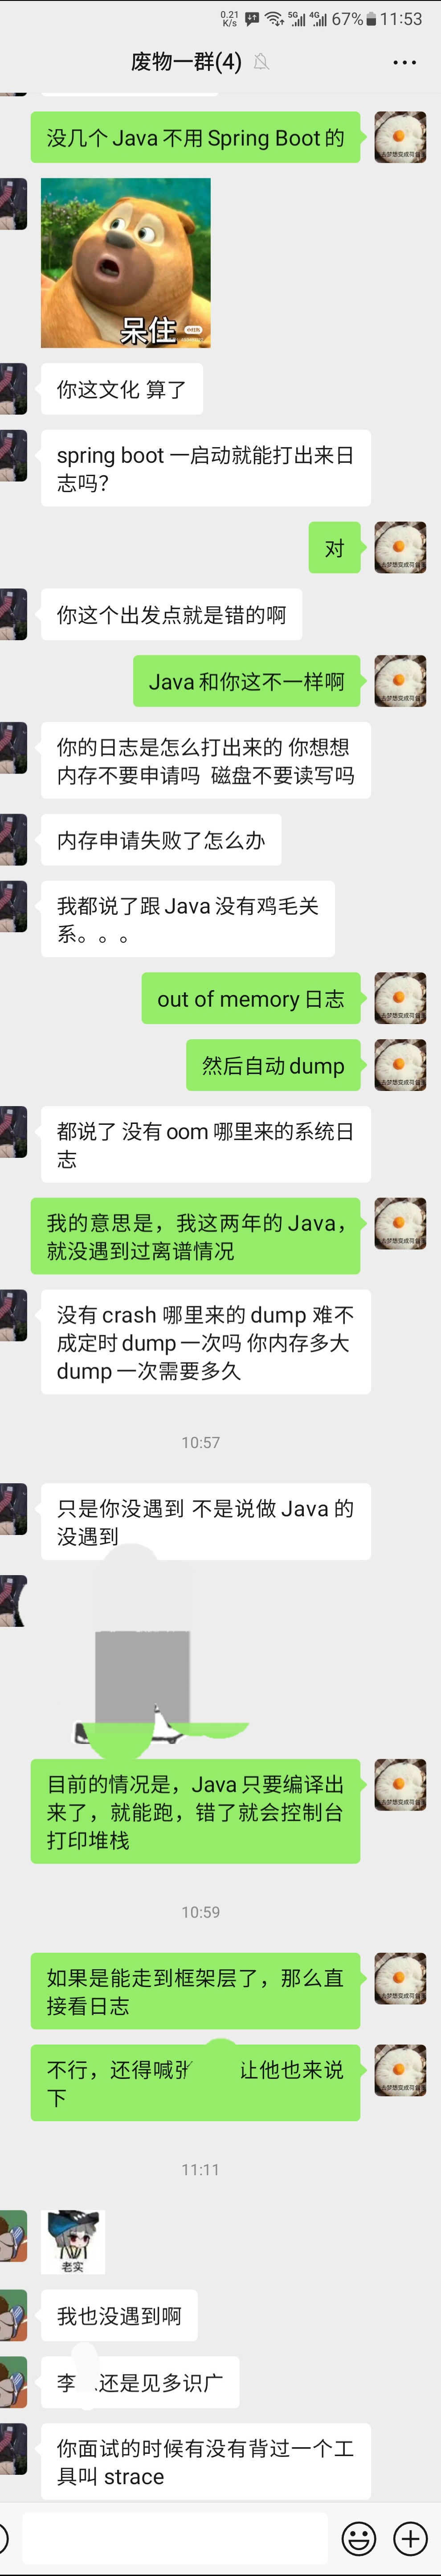 0.21
K/s
5G
4G
67%
11:53
废物一群(4)
没几个 Java 不用 Spring Boot 的
呆住
你这文化 算了
spring boot 一启动就能打出来日
志吗?
对
你这个出发点就是错的啊
Java 和你这不一样啊
你的日志是怎么打出来的 你想想
内存不要申请吗 磁盘不要读写吗
内存申请失败了怎么办
我都说了跟 Java 没有鸡毛关
系。。。
out of memory 日志
然后自动 dump
都说了 没有 oom 哪里来的系统日
志
我的意思是，我这两年的 Java，
就没遇到过离谱情况
没有 crash 哪里来的 dump 难不
成定时 dump 一次吗 你内存多大
dump 一次需要多久
10:57
只是你没遇到 不是说做 Java 的
没遇到
目前的情况是，Java 只要编译出
来了，就能跑，错了就会控制台
打印堆栈
10:59
如果是能走到框架层了，那么直
接看日志
不行，还得喊张 让他也来说
下
11:11
老实
我也没遇到啊
李 还是见多识广
你面试的时候有没有背过一个工
具叫 strace